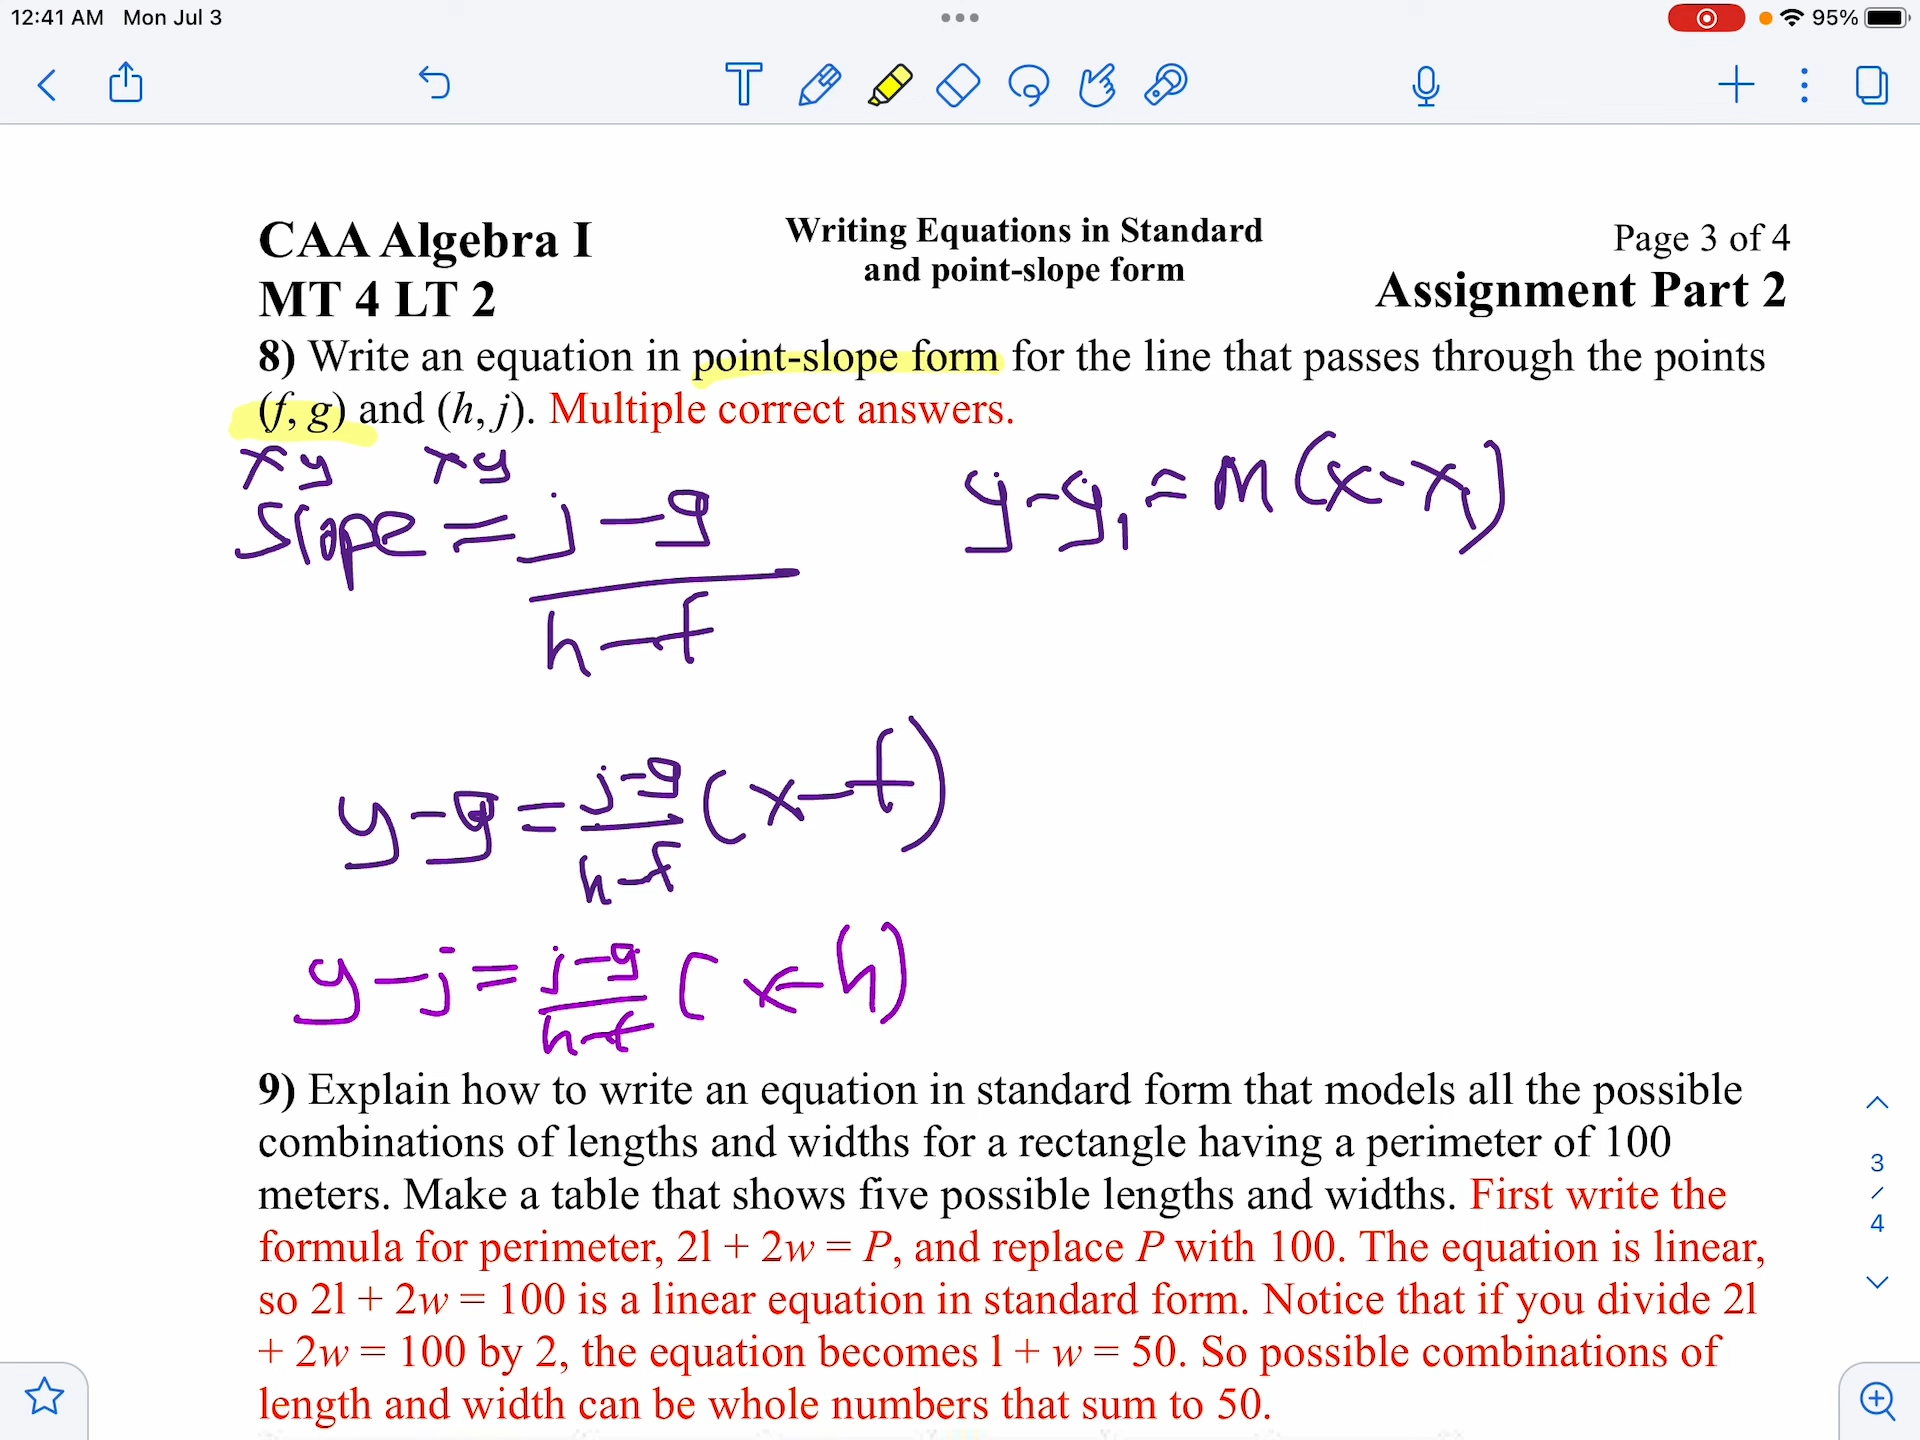 12:41 AM Mon Jul 3
95%
CAA Algebra I
MT 4 LT 2
Writing Equations in Standard
and point-slope form
Page 3 of 4
Assignment Part 2
8) Write an equation in point-slope form for the line that passes through the points
(f, g) and (h, j). Multiple correct answers.
x y x y
slope = j - g
h - f
y - y₁ = m (x - x₁)
y - g = j - g (x - f)
h - f
y - j = j - g (x - h)
h - f
9) Explain how to write an equation in standard form that models all the possible
combinations of lengths and widths for a rectangle having a perimeter of 100
meters. Make a table that shows five possible lengths and widths. First write the
formula for perimeter, 2l + 2w = P, and replace P with 100. The equation is linear,
so 2l + 2w = 100 is a linear equation in standard form. Notice that if you divide 2l
+ 2w = 100 by 2, the equation becomes l + w = 50. So possible combinations of
length and width can be whole numbers that sum to 50.
3
/
4